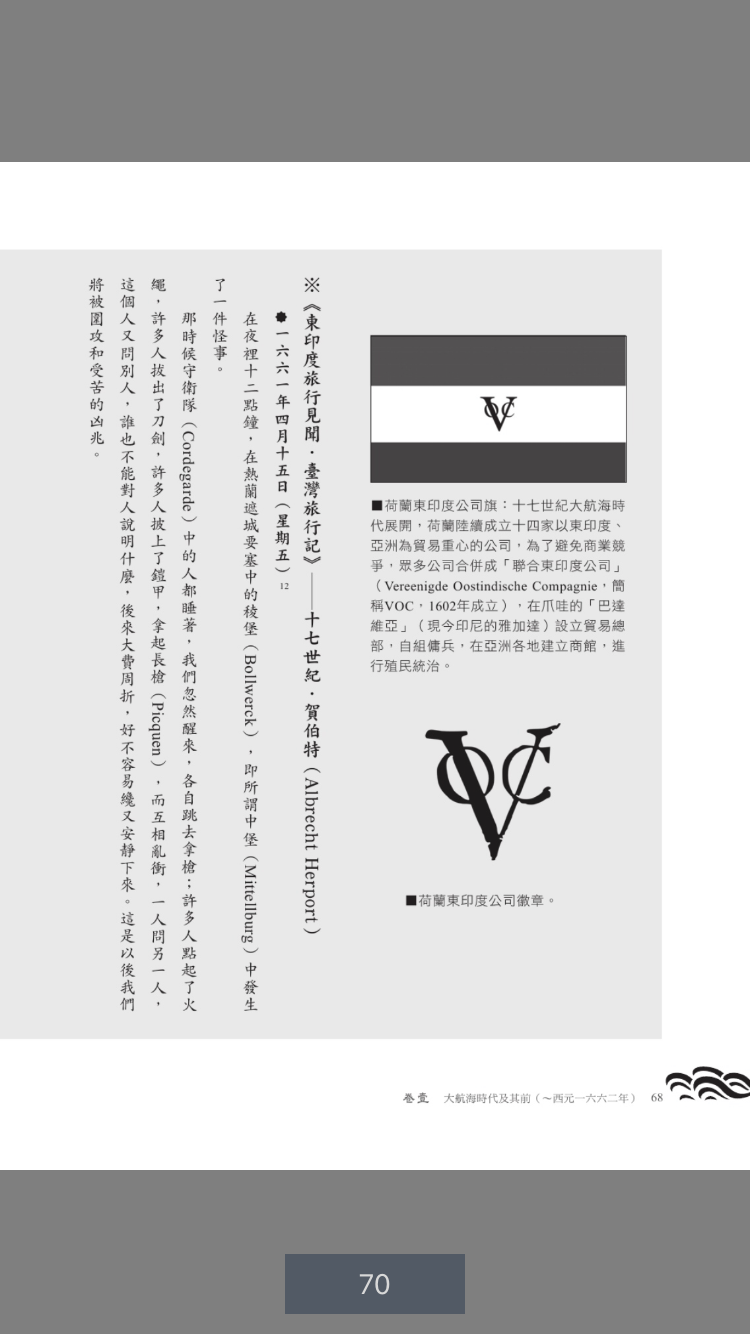 VOC
■荷蘭東印度公司旗：十七世紀大航海時
代展開，荷蘭陸續成立十四家以東印度、
亞洲為貿易重心的公司，為了避免商業競
爭，眾多公司合併成「聯合東印度公司」
（Vereenigde Oostindische Compagnie，簡
稱VOC，1602年成立），在爪哇的「巴達
維亞」（現今印尼的雅加達）設立貿易總
部，自組傭兵，在亞洲各地建立商館，進
行殖民統治。
VOC
■荷蘭東印度公司徽章。
※《東印度旅行見聞．臺灣旅行記》——十七世紀．賀伯特（Albrecht Herport）
一六六一年四月十五日（星期五）12
在夜裡十二點鐘，在熱蘭遮城要塞中的稜堡（Bollwerck），即所謂中堡（Mittellburg）中發生
了一件怪事。
那時候守衛隊（Cordegarde）中的人都睡著，我們忽然醒來，各自跳去拿槍；許多人點起了火
繩，許多人拔出了刀劍，許多人披上了鎧甲，拿起長槍（Picquen），而互相亂衝，一人問另一人，
這個人又問別人，誰也不能對人說明什麼，後來大費周折，好不容易纔又安靜下來。這是以後我們
將被圍攻和受苦的凶兆。
卷壹 大航海時代及其前（～西元一六六二年） 68
70